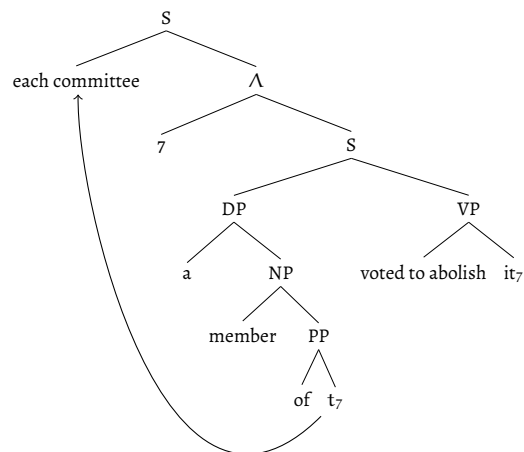 S
each committee Λ
7 S
DP VP
a NP voted to abolish it₇
member PP
of t₇